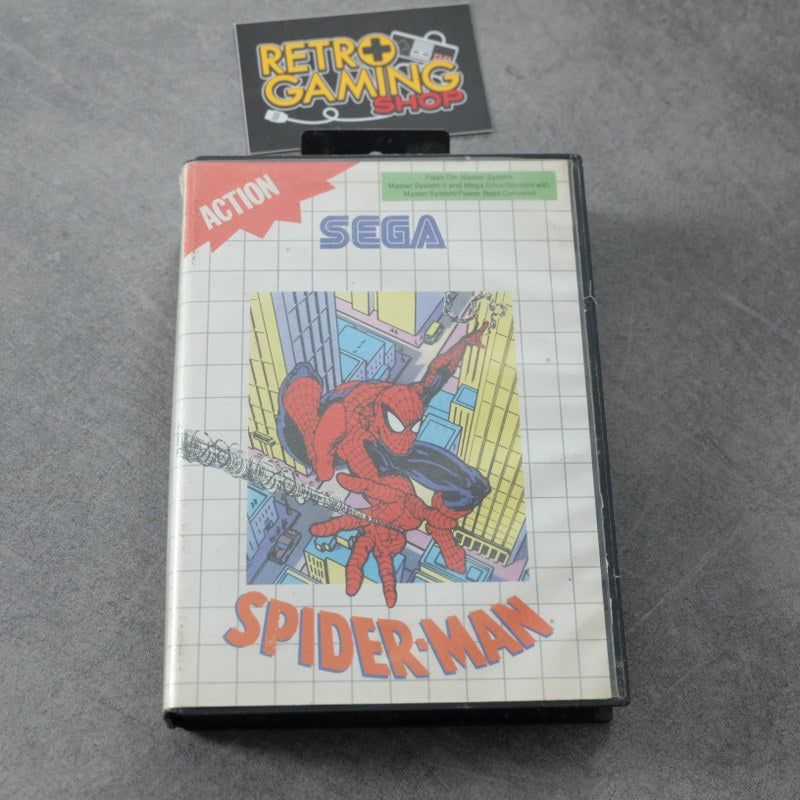 RETRO
GAMING
SHOP
ACTION
Plays On: Master System
Master System II and Mega Drive/Genesis with
Master System/Power Base Converter
SEGA
SPIDER-MAN